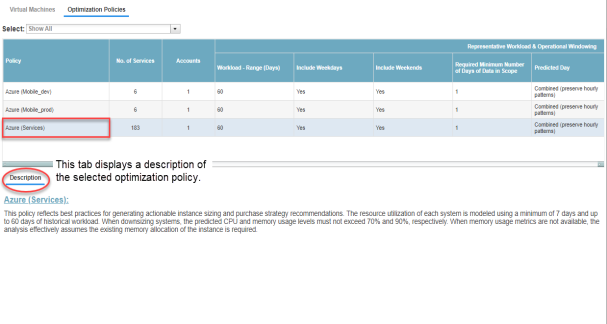 Virtual Machines Optimization Policies
Select: Show All
Representative Workload & Operational Windowing
Policy No. of Services Accounts Workload - Range (Days) Include Weekdays Include Weekends Required Minimum Number of Days of Data in Scope Predicted Day
Azure (Mobile_dev) 6 1 60 Yes Yes 1 Combined (preserve hourly patterns)
Azure (Mobile_prod) 6 1 60 Yes Yes 1 Combined (preserve hourly patterns)
Azure (Services) 183 1 60 Yes Yes 1 Combined (preserve hourly patterns)
Description
This tab displays a description of
the selected optimization policy.
Azure (Services):
This policy reflects best practices for generating actionable instance sizing and purchase strategy recommendations. The resource utilization of each system is modeled using a minimum of 7 days and up
to 60 days of historical workload. When downsizing systems, the predicted CPU and memory usage levels must not exceed 70% and 90%, respectively. When memory usage metrics are not available, the
analysis effectively assumes the existing memory allocation of the instance is required.